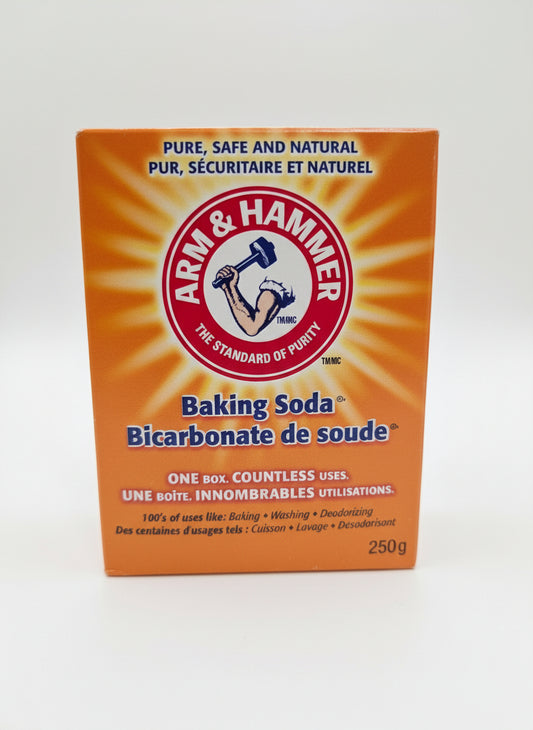 PURE, SAFE AND NATURAL
PUR, SÉCURITAIRE ET NATUREL
ARM & HAMMER
TM/MC
THE STANDARD OF PURITY
TM/MC
Baking Soda®*
Bicarbonate de soude®*
ONE BOX. COUNTLESS USES.
UNE BOÎTE. INNOMBRABLES UTILISATIONS.
100's of uses like: Baking • Washing • Deodorizing
Des centaines d'usages tels : Cuisson • Lavage • Desodorisant
250g